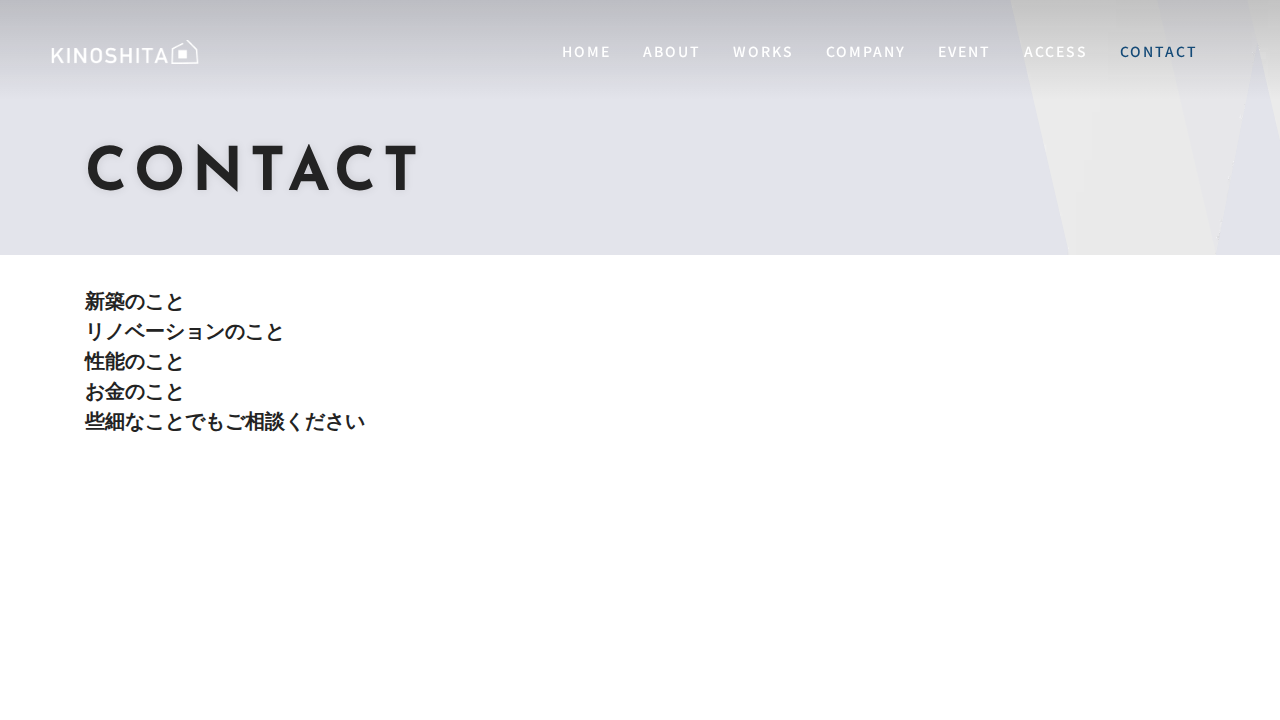 KINOSHITA
HOME ABOUT WORKS COMPANY EVENT ACCESS CONTACT
CONTACT
新築のこと
リノベーションのこと
性能のこと
お金のこと
些細なことでもご相談ください